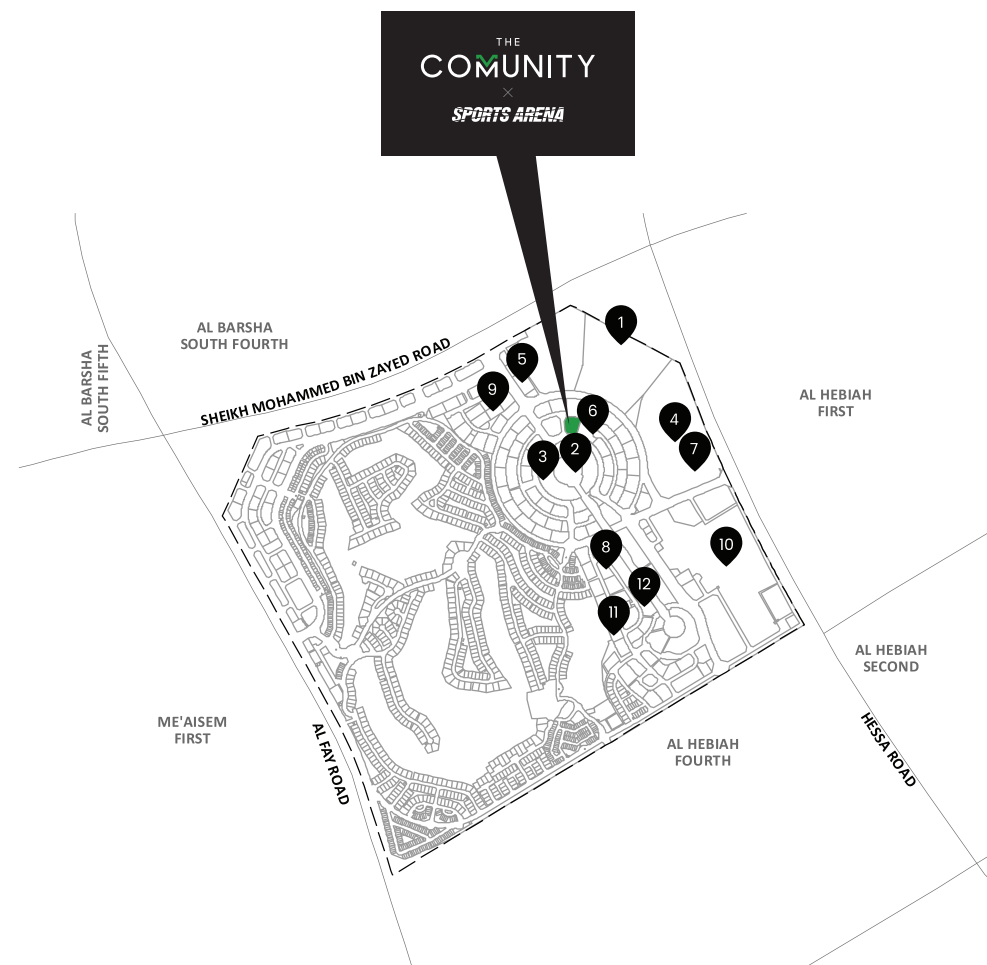 THE
COMUNITY
×
SPORTS ARENA
AL BARSHA
SOUTH FOURTH
AL BARSHA
SOUTH FIFTH
SHEIKH MOHAMMED BIN ZAYED ROAD
1
5
9
6
4
AL HEBIAH
FIRST
3
2
7
8
10
12
11
AL HEBIAH
SECOND
ME'AISEM
FIRST
AL FAY ROAD
AL HEBIAH
FOURTH
HESSA ROAD